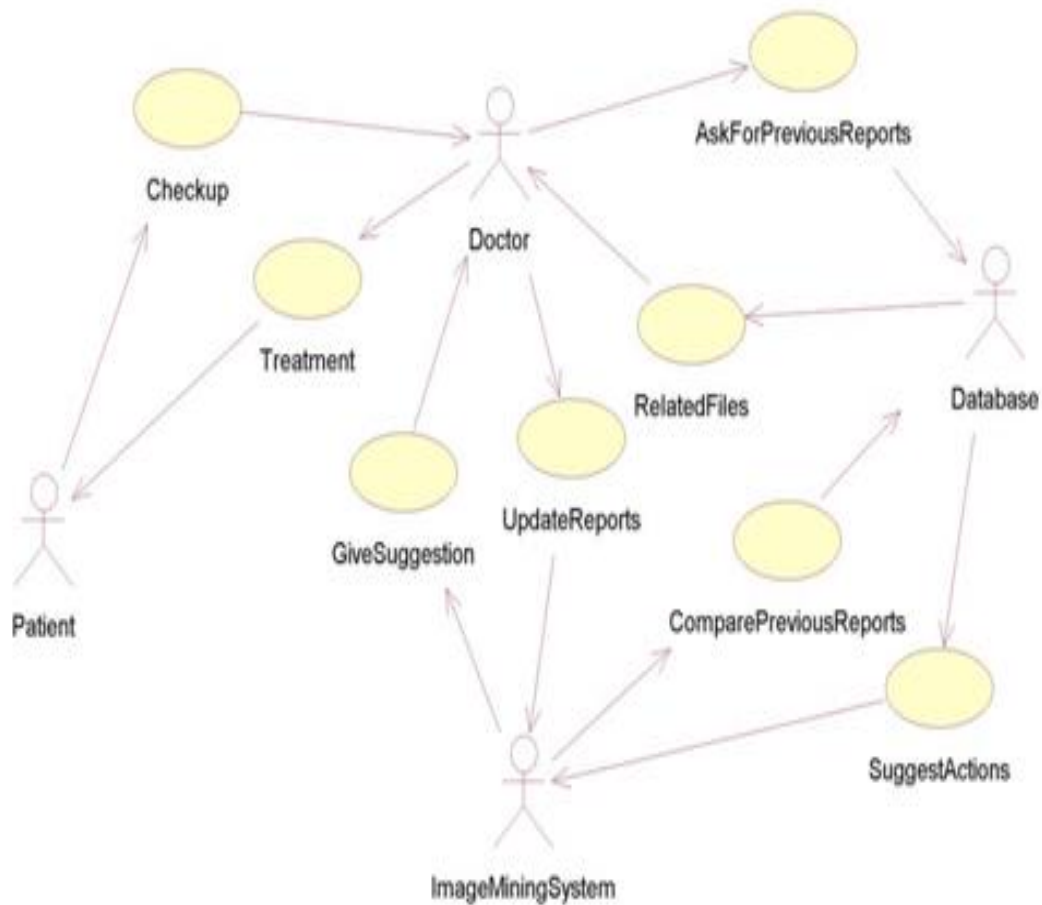 AskForPreviousReports
Checkup
Doctor
Treatment
RelatedFiles
Database
UpdateReports
GiveSuggestion
Patient
ComparePreviousReports
SuggestActions
ImageMiningSystem